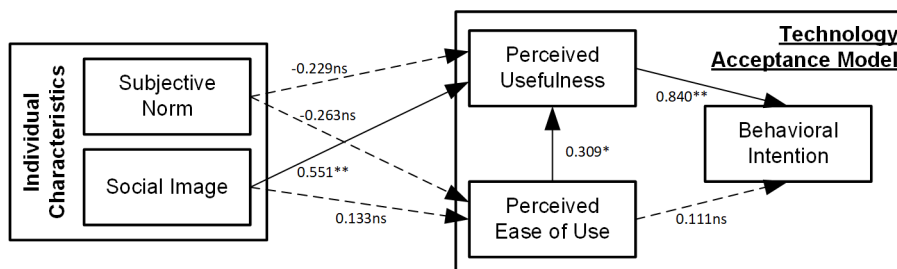 Individual
Characteristics
Subjective
Norm
Social Image
-0.229ns
-0.263ns
0.551**
0.133ns
Technology
Acceptance Model
Perceived
Usefulness
0.840**
Behavioral
Intention
0.309*
Perceived
Ease of Use
0.111ns